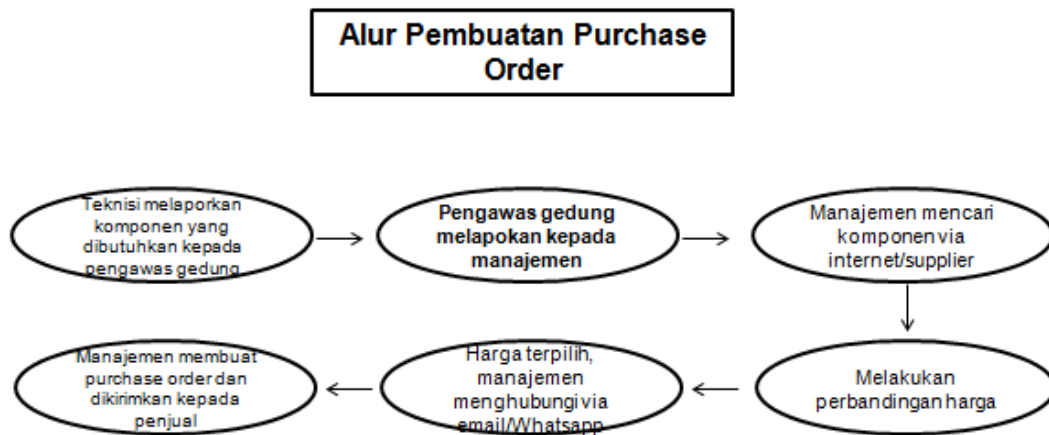 Alur Pembuatan Purchase
Order
Teknisi melaporkan
komponen yang
dibutuhkan kepada
pengawas gedung
Pengawas gedung
melapokan kepada
manajemen
Manajemen mencari
komponen via
internet/supplier
Melakukan
perbandingan harga
Harga terpilih,
manajemen
menghubungi via
email/Whatsapp
Manajemen membuat
purchase order dan
dikirimkan kepada
penjual